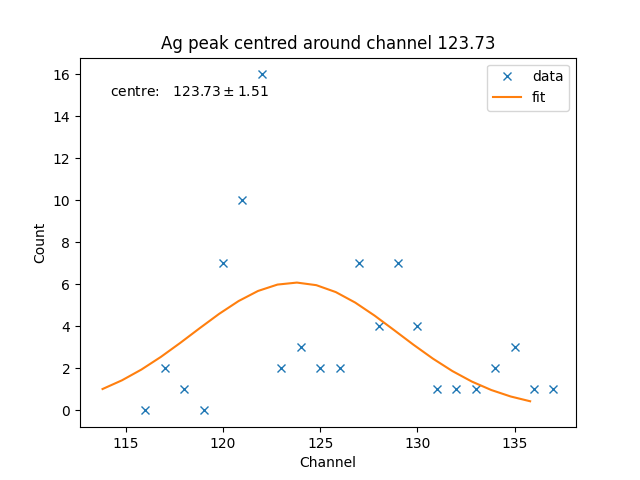 Ag peak centred around channel 123.73
centre: 123.73 ± 1.51
data
fit
16
14
12
10
8
6
4
2
0
Count
115 120 125 130 135
Channel